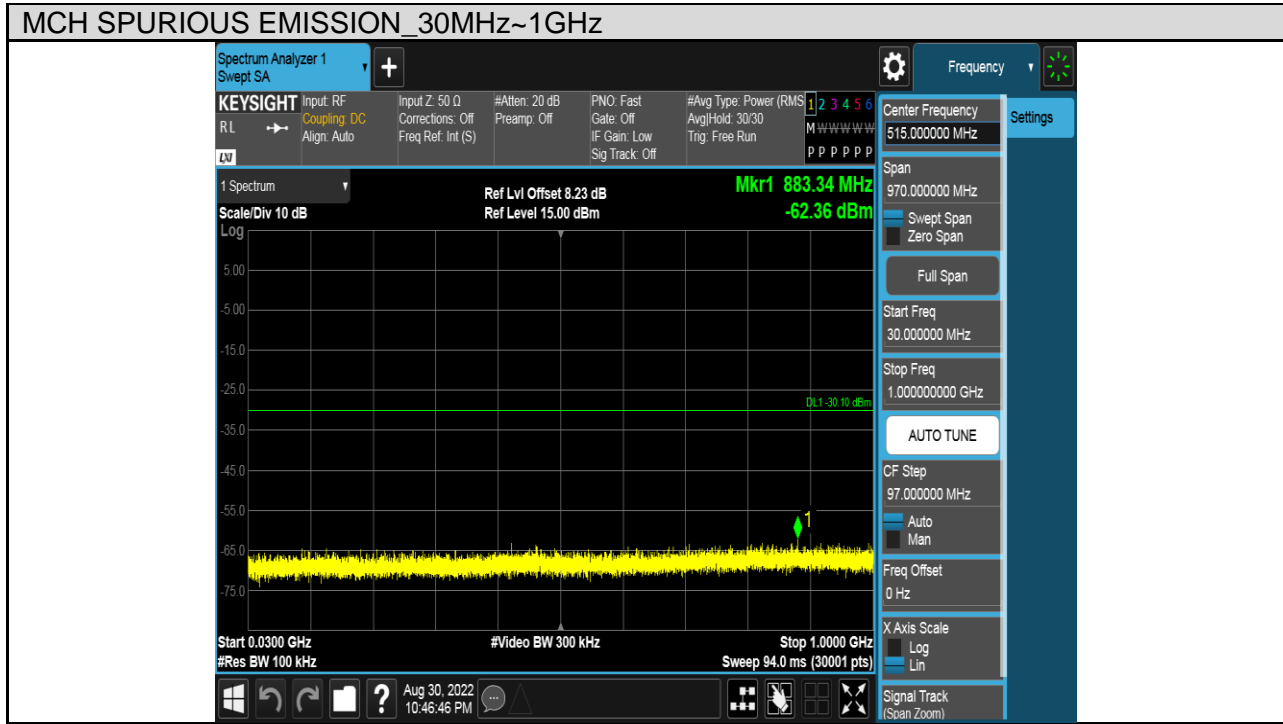 MCH SPURIOUS EMISSION_30MHz~1GHz
Spectrum Analyzer 1
Swept SA
+
Frequency
KEYSIGHT
RL
LXI
Input: RF
Coupling: DC
Align: Auto
Input Z: 50 Ω
Corrections: Off
Freq Ref: Int (S)
#Atten: 20 dB
Preamp: Off
PNO: Fast
Gate: Off
IF Gain: Low
Sig Track: Off
#Avg Type: Power (RMS
Avg|Hold: 30/30
Trig: Free Run
1 2 3 4 5 6
M W W W W W
P P P P P P
1 Spectrum
Scale/Div 10 dB
Ref Lvl Offset 8.23 dB
Ref Level 15.00 dBm
Mkr1 883.34 MHz
-62.36 dBm
Log
5.00
-5.00
-15.0
-25.0
DL1 -30.10 dBm
-35.0
-45.0
-55.0
1
-65.0
-75.0
Start 0.0300 GHz
#Res BW 100 kHz
#Video BW 300 kHz
Stop 1.0000 GHz
Sweep 94.0 ms (30001 pts)
Center Frequency
515.000000 MHz
Settings
Span
970.000000 MHz
Swept Span
Zero Span
Full Span
Start Freq
30.000000 MHz
Stop Freq
1.000000000 GHz
AUTO TUNE
CF Step
97.000000 MHz
Auto
Man
Freq Offset
0 Hz
X Axis Scale
Log
Lin
Signal Track
(Span Zoom)
?
Aug 30, 2022
10:46:46 PM